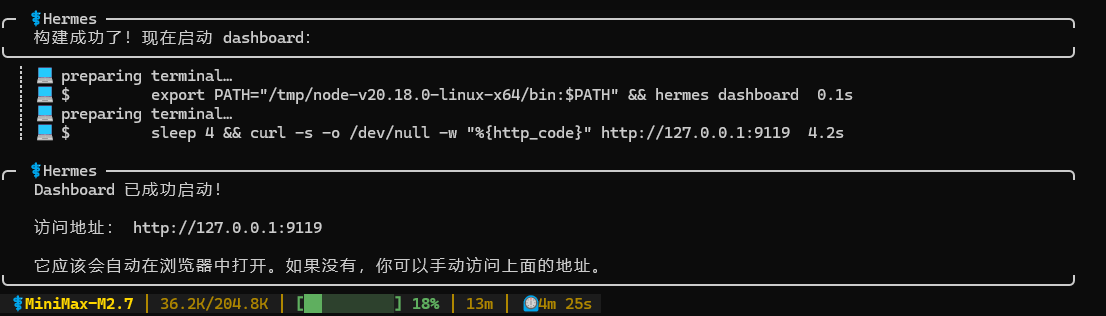 Hermes
构建成功了！现在启动 dashboard：
preparing terminal…
$ export PATH="/tmp/node-v20.18.0-linux-x64/bin:$PATH" && hermes dashboard 0.1s
preparing terminal…
$ sleep 4 && curl -s -o /dev/null -w "%{http_code}" http://127.0.0.1:9119 4.2s
Hermes
Dashboard 已成功启动！
访问地址： http://127.0.0.1:9119
它应该会自动在浏览器中打开。如果没有，你可以手动访问上面的地址。
MiniMax-M2.7 │ 36.2K/204.8K │ [ ] 18% │ 13m │ 4m 25s